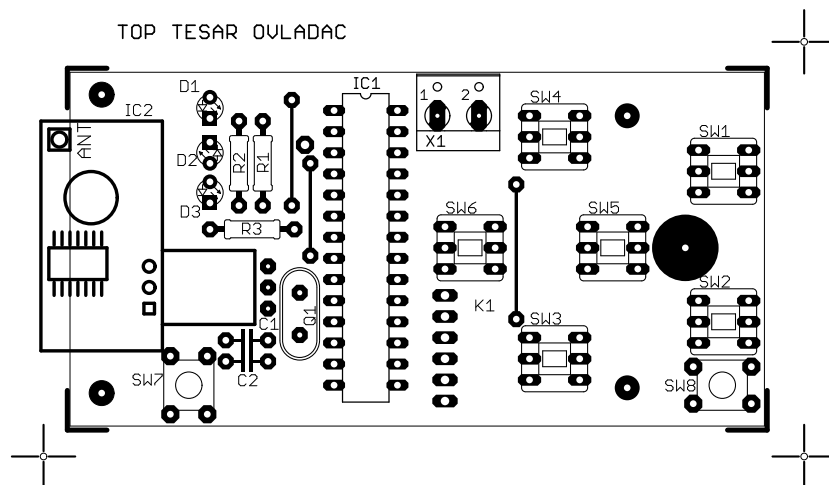 TOP TESAR OVLADAC
D1
IC1
IC2
SW4
1
2
ANT
X1
SW1
D2
R2
R1
D3
R3
SW6
SW5
SW2
K1
Q1
C1
SW3
SW7
C2
SW8